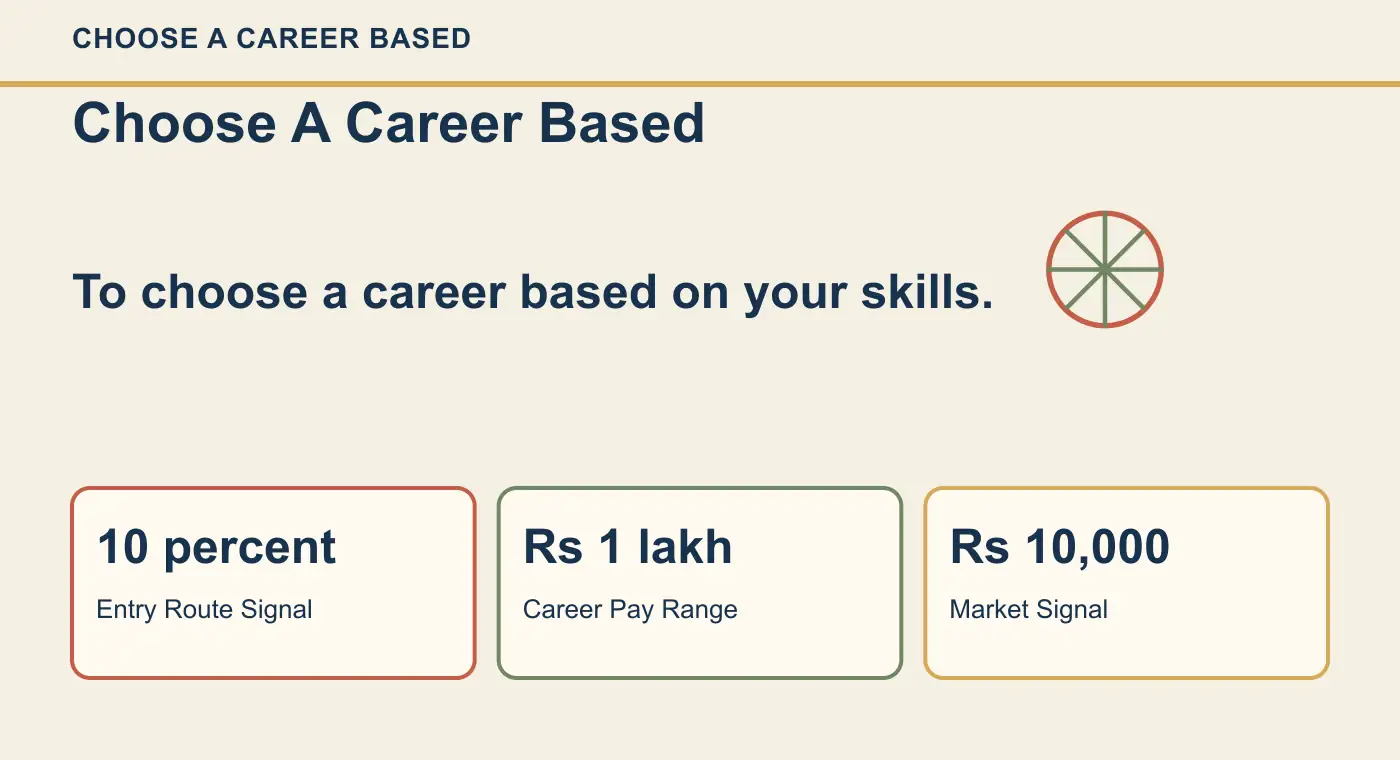 CHOOSE A CAREER BASED
Choose A Career Based
To choose a career based on your skills.
10 percent
Entry Route Signal
Rs 1 lakh
Career Pay Range
Rs 10,000
Market Signal